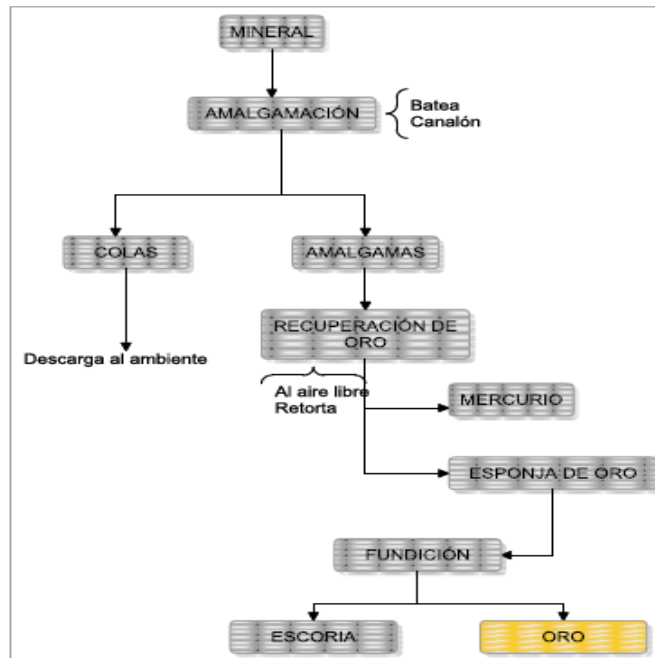 MINERAL
AMALGAMACIÓN
Batea
Canalón
COLAS
AMALGAMAS
Descarga al ambiente
RECUPERACIÓN DE
ORO
Al aire libre
Retorta
MERCURIO
ESPONJA DE ORO
FUNDICIÓN
ESCORIA
ORO